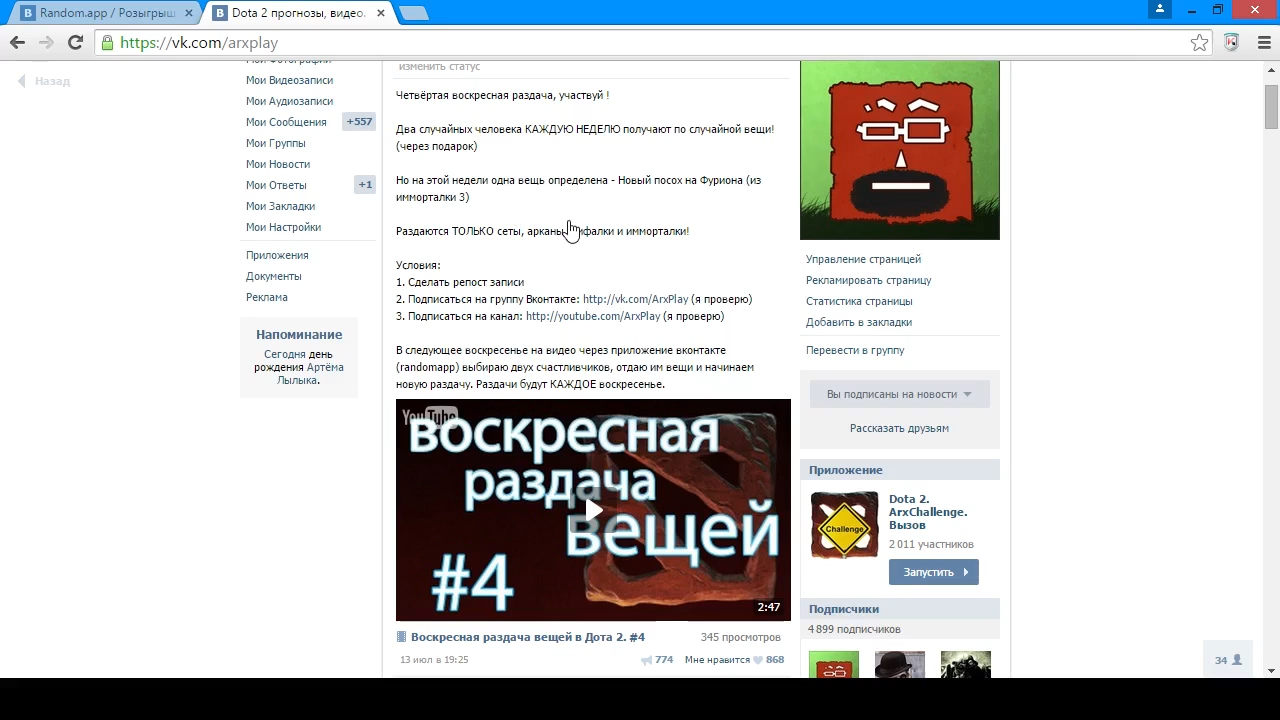 Random.app / Розыгрыш
Dota 2 прогнозы, видео.
https://vk.com/arxplay
Назад
Мои Видеозаписи
Мои Аудиозаписи
Мои Сообщения +557
Мои Группы
Мои Новости
Мои Ответы +1
Мои Закладки
Мои Настройки
Приложения
Документы
Реклама
Напоминание
Сегодня день
рождения Артёма
Лылыка.
изменить статус
Четвёртая воскресная раздача, участвуй !
Два случайных человека КАЖДУЮ НЕДЕЛЮ получают по случайной вещи!
(через подарок)
Но на этой недели одна вещь определена - Новый посох на Фуриона (из
имморталки 3)
Раздаются ТОЛЬКО сеты, арканы, ифалки и имморталки!
Условия:
1. Сделать репост записи
2. Подписаться на группу Вконтакте: http://vk.com/ArxPlay (я проверю)
3. Подписаться на канал: http://youtube.com/ArxPlay (я проверю)
В следующее воскресенье на видео через приложение вконтакте
(randomapp) выбираю двух счастливчиков, отдаю им вещи и начинаем
новую раздачу. Раздачи будут КАЖДОЕ воскресенье.
YouTube
воскресная
раздача
вещей
#4
2:47
Воскресная раздача вещей в Дота 2. #4 345 просмотров
13 июл в 19:25 774 Мне нравится 868
Управление страницей
Рекламировать страницу
Статистика страницы
Добавить в закладки
Перевести в группу
Вы подписаны на новости
Рассказать друзьям
Приложение
Challenge
Dota 2.
ArxChallenge.
Вызов
2 011 участников
Запустить
Подписчики
4 899 подписчиков
34